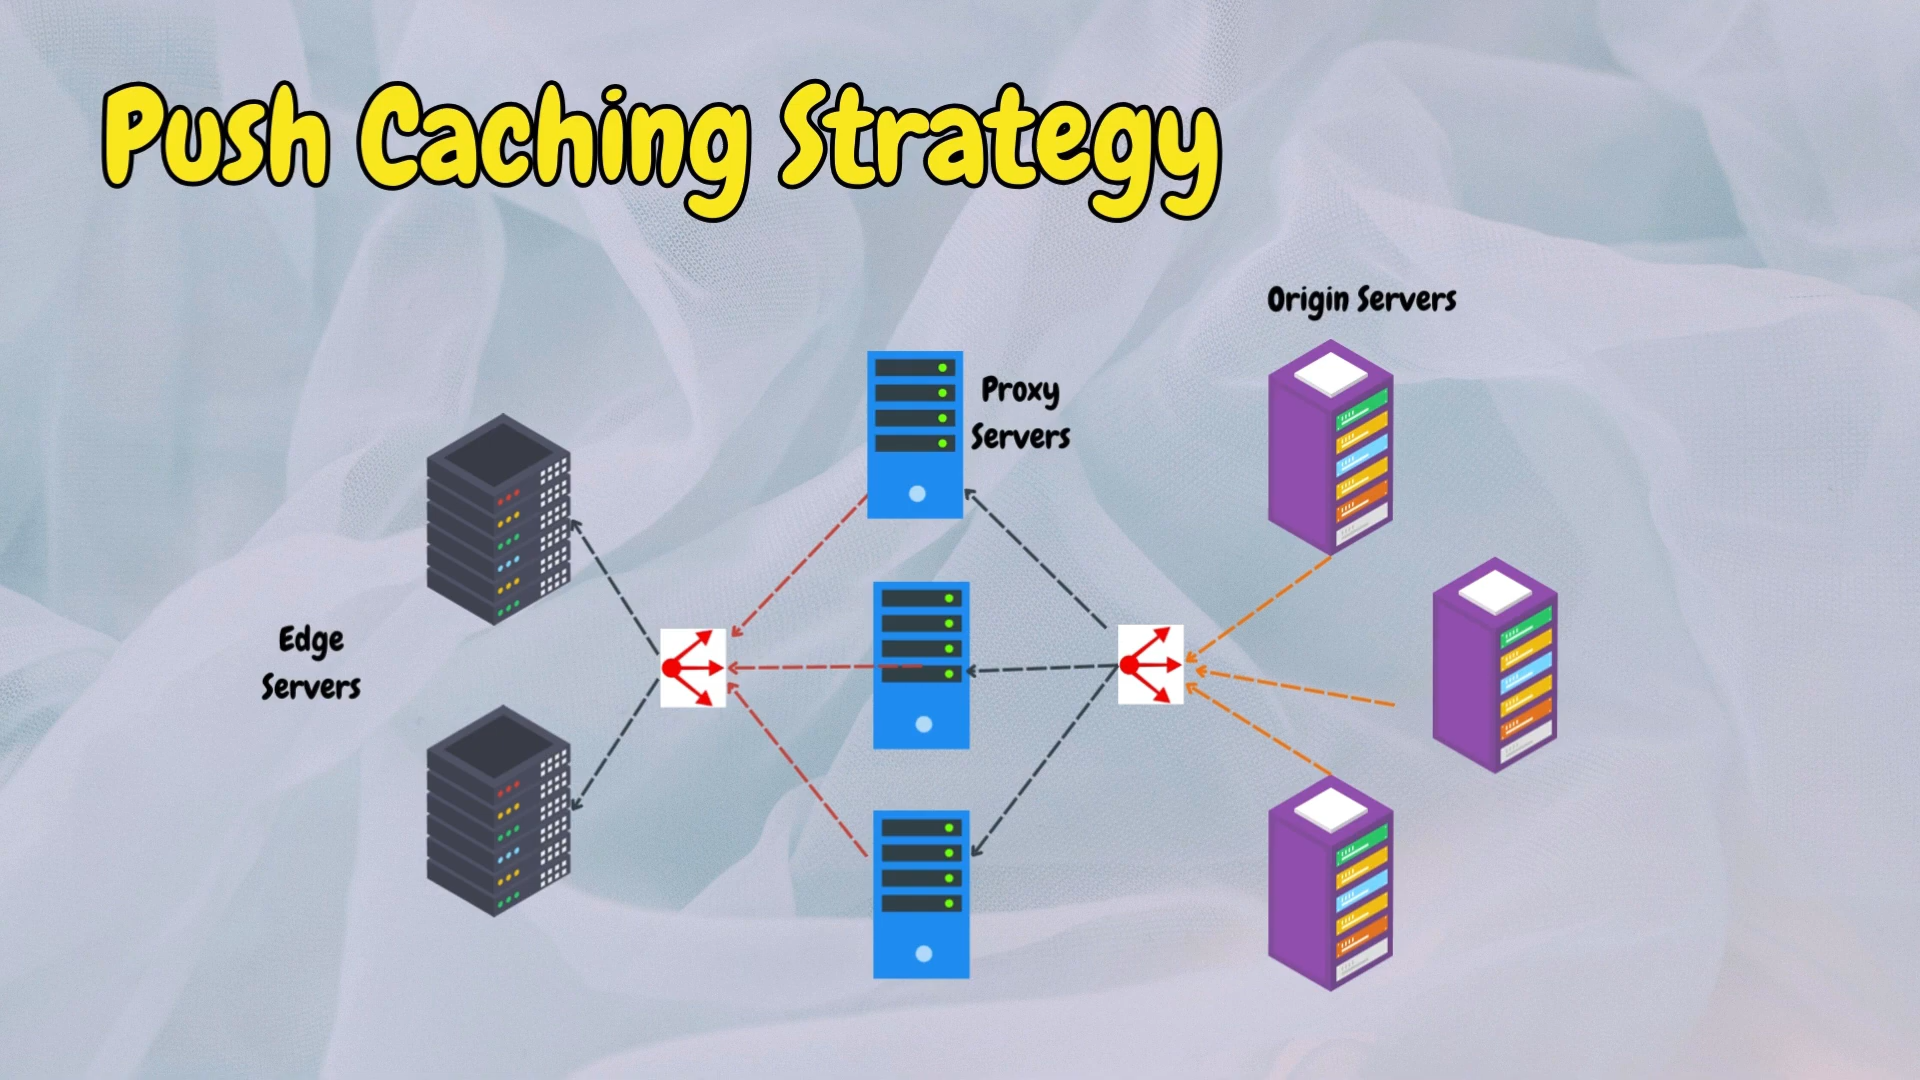 Push Caching Strategy
Origin Servers
Proxy
Servers
Edge
Servers